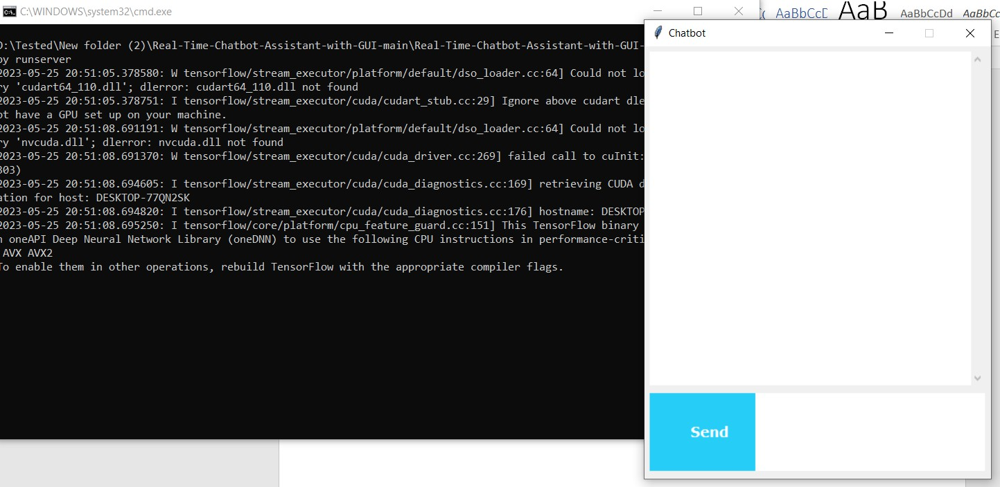 C:\WINDOWS\system32\cmd.exe
AaBbCcD AaB AaBbCcDd AaBbCc
Chatbot
D:\Tested\New folder (2)\Real-Time-Chatbot-Assistant-with-GUI-main\Real-Time-Chatbot-Assistant-with-GUI-
py runserver
2023-05-25 20:51:05.378580: W tensorflow/stream_executor/platform/default/dso_loader.cc:64] Could not lo
ry 'cudart64_110.dll'; dlerror: cudart64_110.dll not found
2023-05-25 20:51:05.378751: I tensorflow/stream_executor/cuda/cudart_stub.cc:29] Ignore above cudart dle
ot have a GPU set up on your machine.
2023-05-25 20:51:08.691191: W tensorflow/stream_executor/platform/default/dso_loader.cc:64] Could not lo
ry 'nvcuda.dll'; dlerror: nvcuda.dll not found
2023-05-25 20:51:08.691370: W tensorflow/stream_executor/cuda/cuda_driver.cc:269] failed call to cuInit:
303)
2023-05-25 20:51:08.694605: I tensorflow/stream_executor/cuda/cuda_diagnostics.cc:169] retrieving CUDA d
ation for host: DESKTOP-77QN2SK
2023-05-25 20:51:08.694820: I tensorflow/stream_executor/cuda/cuda_diagnostics.cc:176] hostname: DESKTOP
2023-05-25 20:51:08.695250: I tensorflow/core/platform/cpu_feature_guard.cc:151] This TensorFlow binary
n oneAPI Deep Neural Network Library (oneDNN) to use the following CPU instructions in performance-criti
AVX AVX2
To enable them in other operations, rebuild TensorFlow with the appropriate compiler flags.
Send